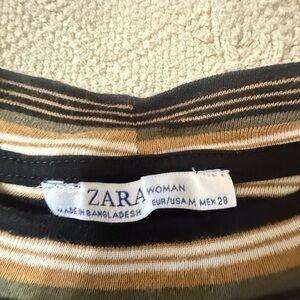 ZARA WOMAN
MADE IN BANGLADESH EUR/USA M, MEX 28